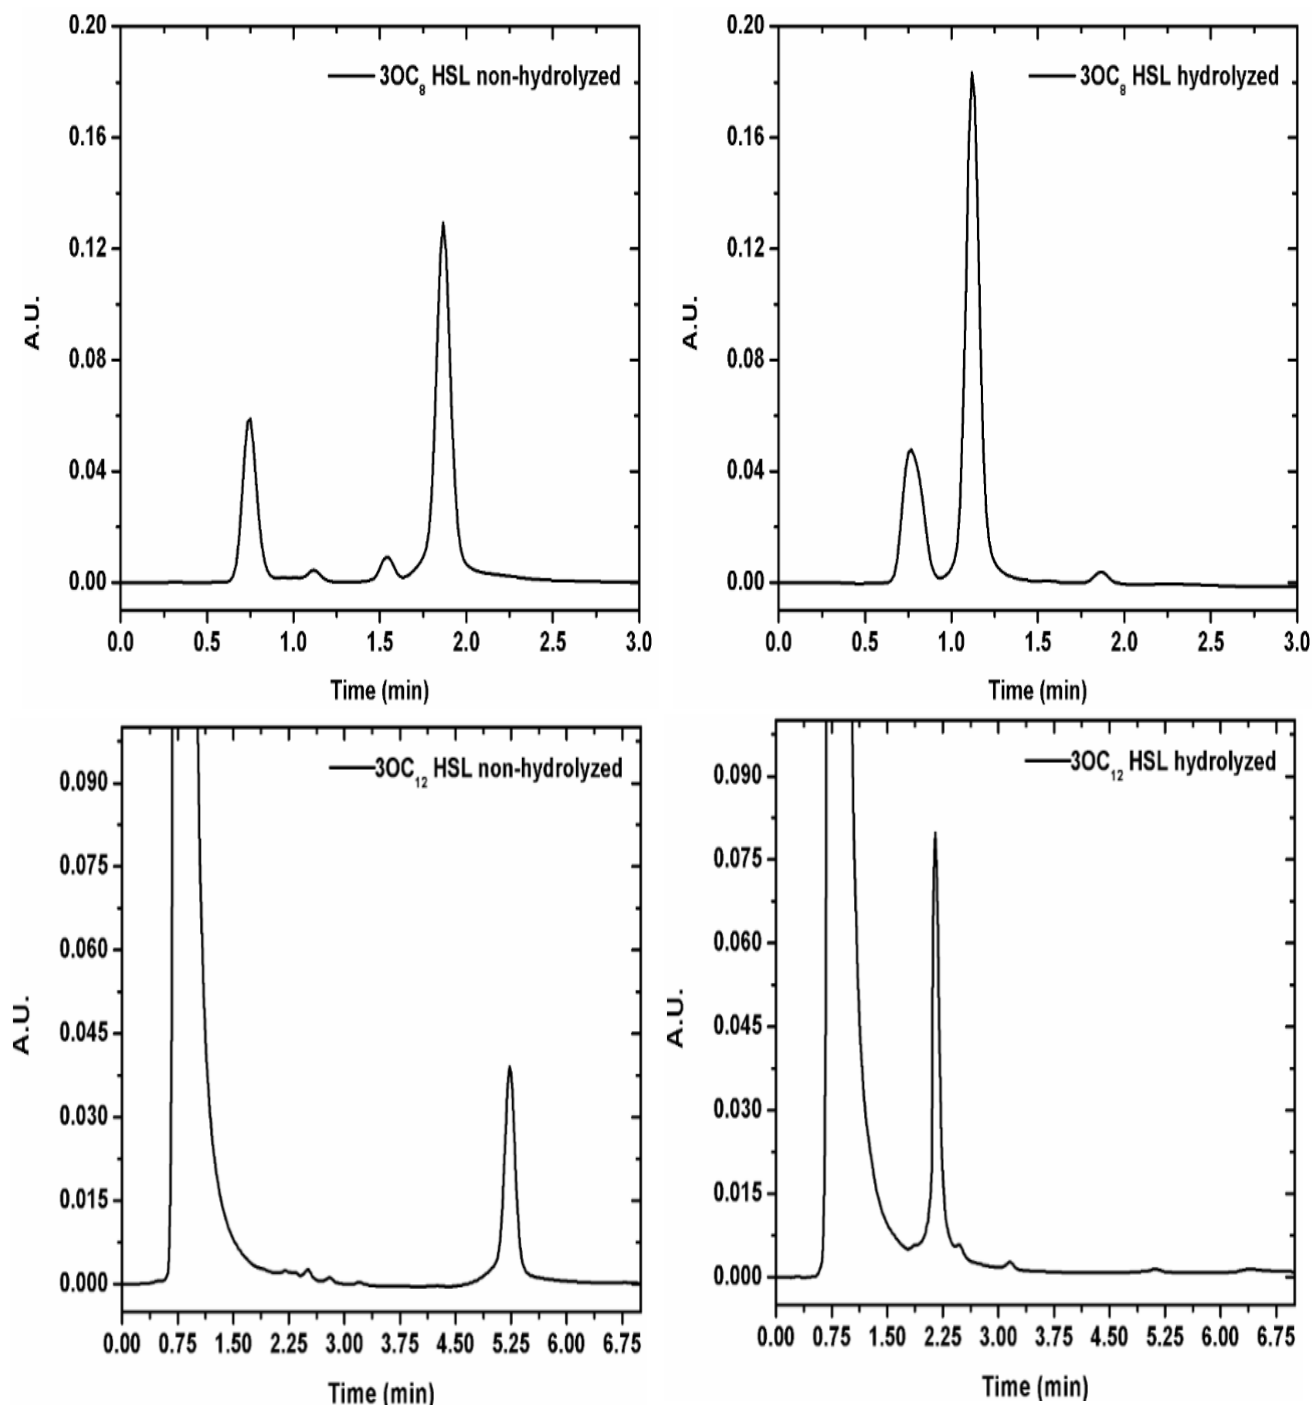 3OC8 HSL non-hydrolyzed
0.20
0.16
0.12
0.08
0.04
0.00
A.U.
0.0 0.5 1.0 1.5 2.0 2.5 3.0
Time (min)
3OC8 HSL hydrolyzed
0.20
0.16
0.12
0.08
0.04
0.00
A.U.
0.0 0.5 1.0 1.5 2.0 2.5 3.0
Time (min)
3OC12 HSL non-hydrolyzed
0.090
0.075
0.060
0.045
0.030
0.015
0.000
A.U.
0.00 0.75 1.50 2.25 3.00 3.75 4.50 5.25 6.00 6.75
Time (min)
3OC12 HSL hydrolyzed
0.090
0.075
0.060
0.045
0.030
0.015
0.000
A.U.
0.00 0.75 1.50 2.25 3.00 3.75 4.50 5.25 6.00 6.75
Time (min)